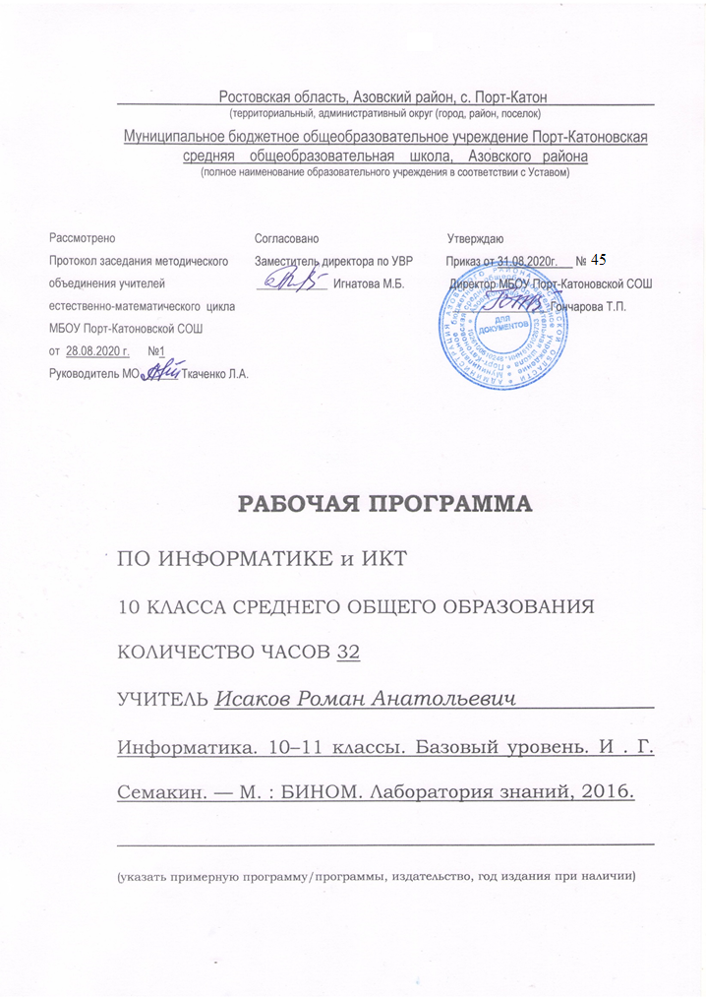 Ростовская область, Азовский район, с. Порт-Катон
(территориальный, административный округ (город, район, поселок)
Муниципальное бюджетное общеобразовательное учреждение Порт-Катоновская
средняя общеобразовательная школа, Азовского района
(полное наименование образовательного учреждения в соответствии с Уставом)
Рассмотрено
Протокол заседания методического
объединения учителей
естественно-математического цикла
МБОУ Порт-Катоновской СОШ
от 28.08.2020 г. №1
Руководитель МО Ткаченко Л.А.
Согласовано
Заместитель директора по УВР
Игнатова М.Б.
Утверждаю
Приказ от 31.08.2020г. № 45
Директор МБОУ Порт-Катоновской СОШ
Гончарова Т.П.
ДЛЯ
ДОКУМЕНТОВ
РАБОЧАЯ ПРОГРАММА
ПО ИНФОРМАТИКЕ и ИКТ
10 КЛАССА СРЕДНЕГО ОБЩЕГО ОБРАЗОВАНИЯ
КОЛИЧЕСТВО ЧАСОВ 32
УЧИТЕЛЬ Исаков Роман Анатольевич
Информатика. 10–11 классы. Базовый уровень. И . Г.
Семакин. — М. : БИНОМ. Лаборатория знаний, 2016.
(указать примерную программу/программы, издательство, год издания при наличии)